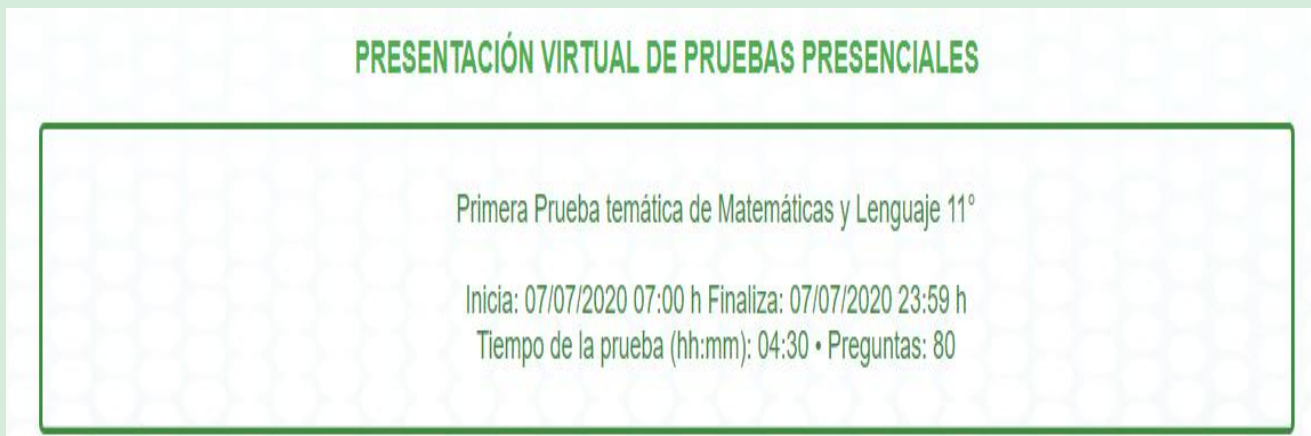 PRESENTACIÓN VIRTUAL DE PRUEBAS PRESENCIALES
Primera Prueba temática de Matemáticas y Lenguaje 11°
Inicia: 07/07/2020 07:00 h Finaliza: 07/07/2020 23:59 h
Tiempo de la prueba (hh:mm): 04:30 • Preguntas: 80